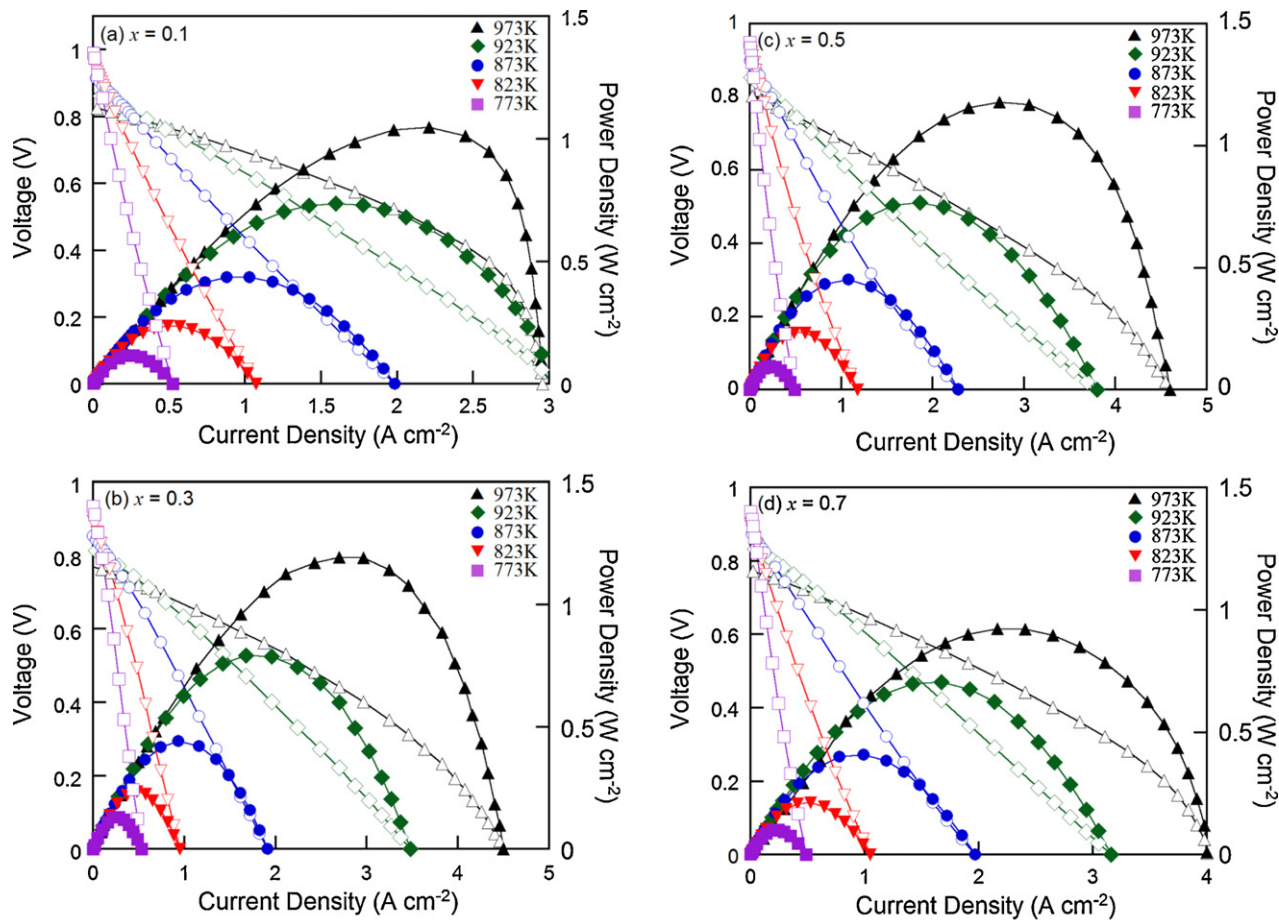 (a) x = 0.1
973K
923K
873K
823K
773K
Voltage (V)
1
0.8
0.6
0.4
0.2
0
Power Density (W cm-2)
1.5
1
0.5
0
0 0.5 1 1.5 2 2.5 3
Current Density (A cm-2)
(c) x = 0.5
973K
923K
873K
823K
773K
Voltage (V)
1
0.8
0.6
0.4
0.2
0
Power Density (W cm-2)
1.5
1
0.5
0
0 1 2 3 4 5
Current Density (A cm-2)
(b) x = 0.3
973K
923K
873K
823K
773K
Voltage (V)
1
0.8
0.6
0.4
0.2
0
Power Density (W cm-2)
1.5
1
0.5
0
0 1 2 3 4 5
Current Density (A cm-2)
(d) x = 0.7
973K
923K
873K
823K
773K
Voltage (V)
1
0.8
0.6
0.4
0.2
0
Power Density (W cm-2)
1.5
1
0.5
0
0 1 2 3 4
Current Density (A cm-2)